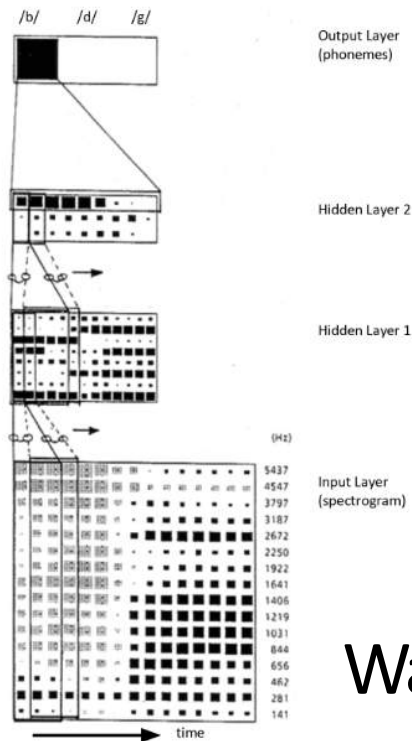 /b/ /d/ /g/
Output Layer
(phonemes)
Hidden Layer 2
Hidden Layer 1
(Hz)
5437
4547
3797
3187
2672
2250
1922
1641
1406
1219
1031
844
656
462
281
141
Input Layer
(spectrogram)
time